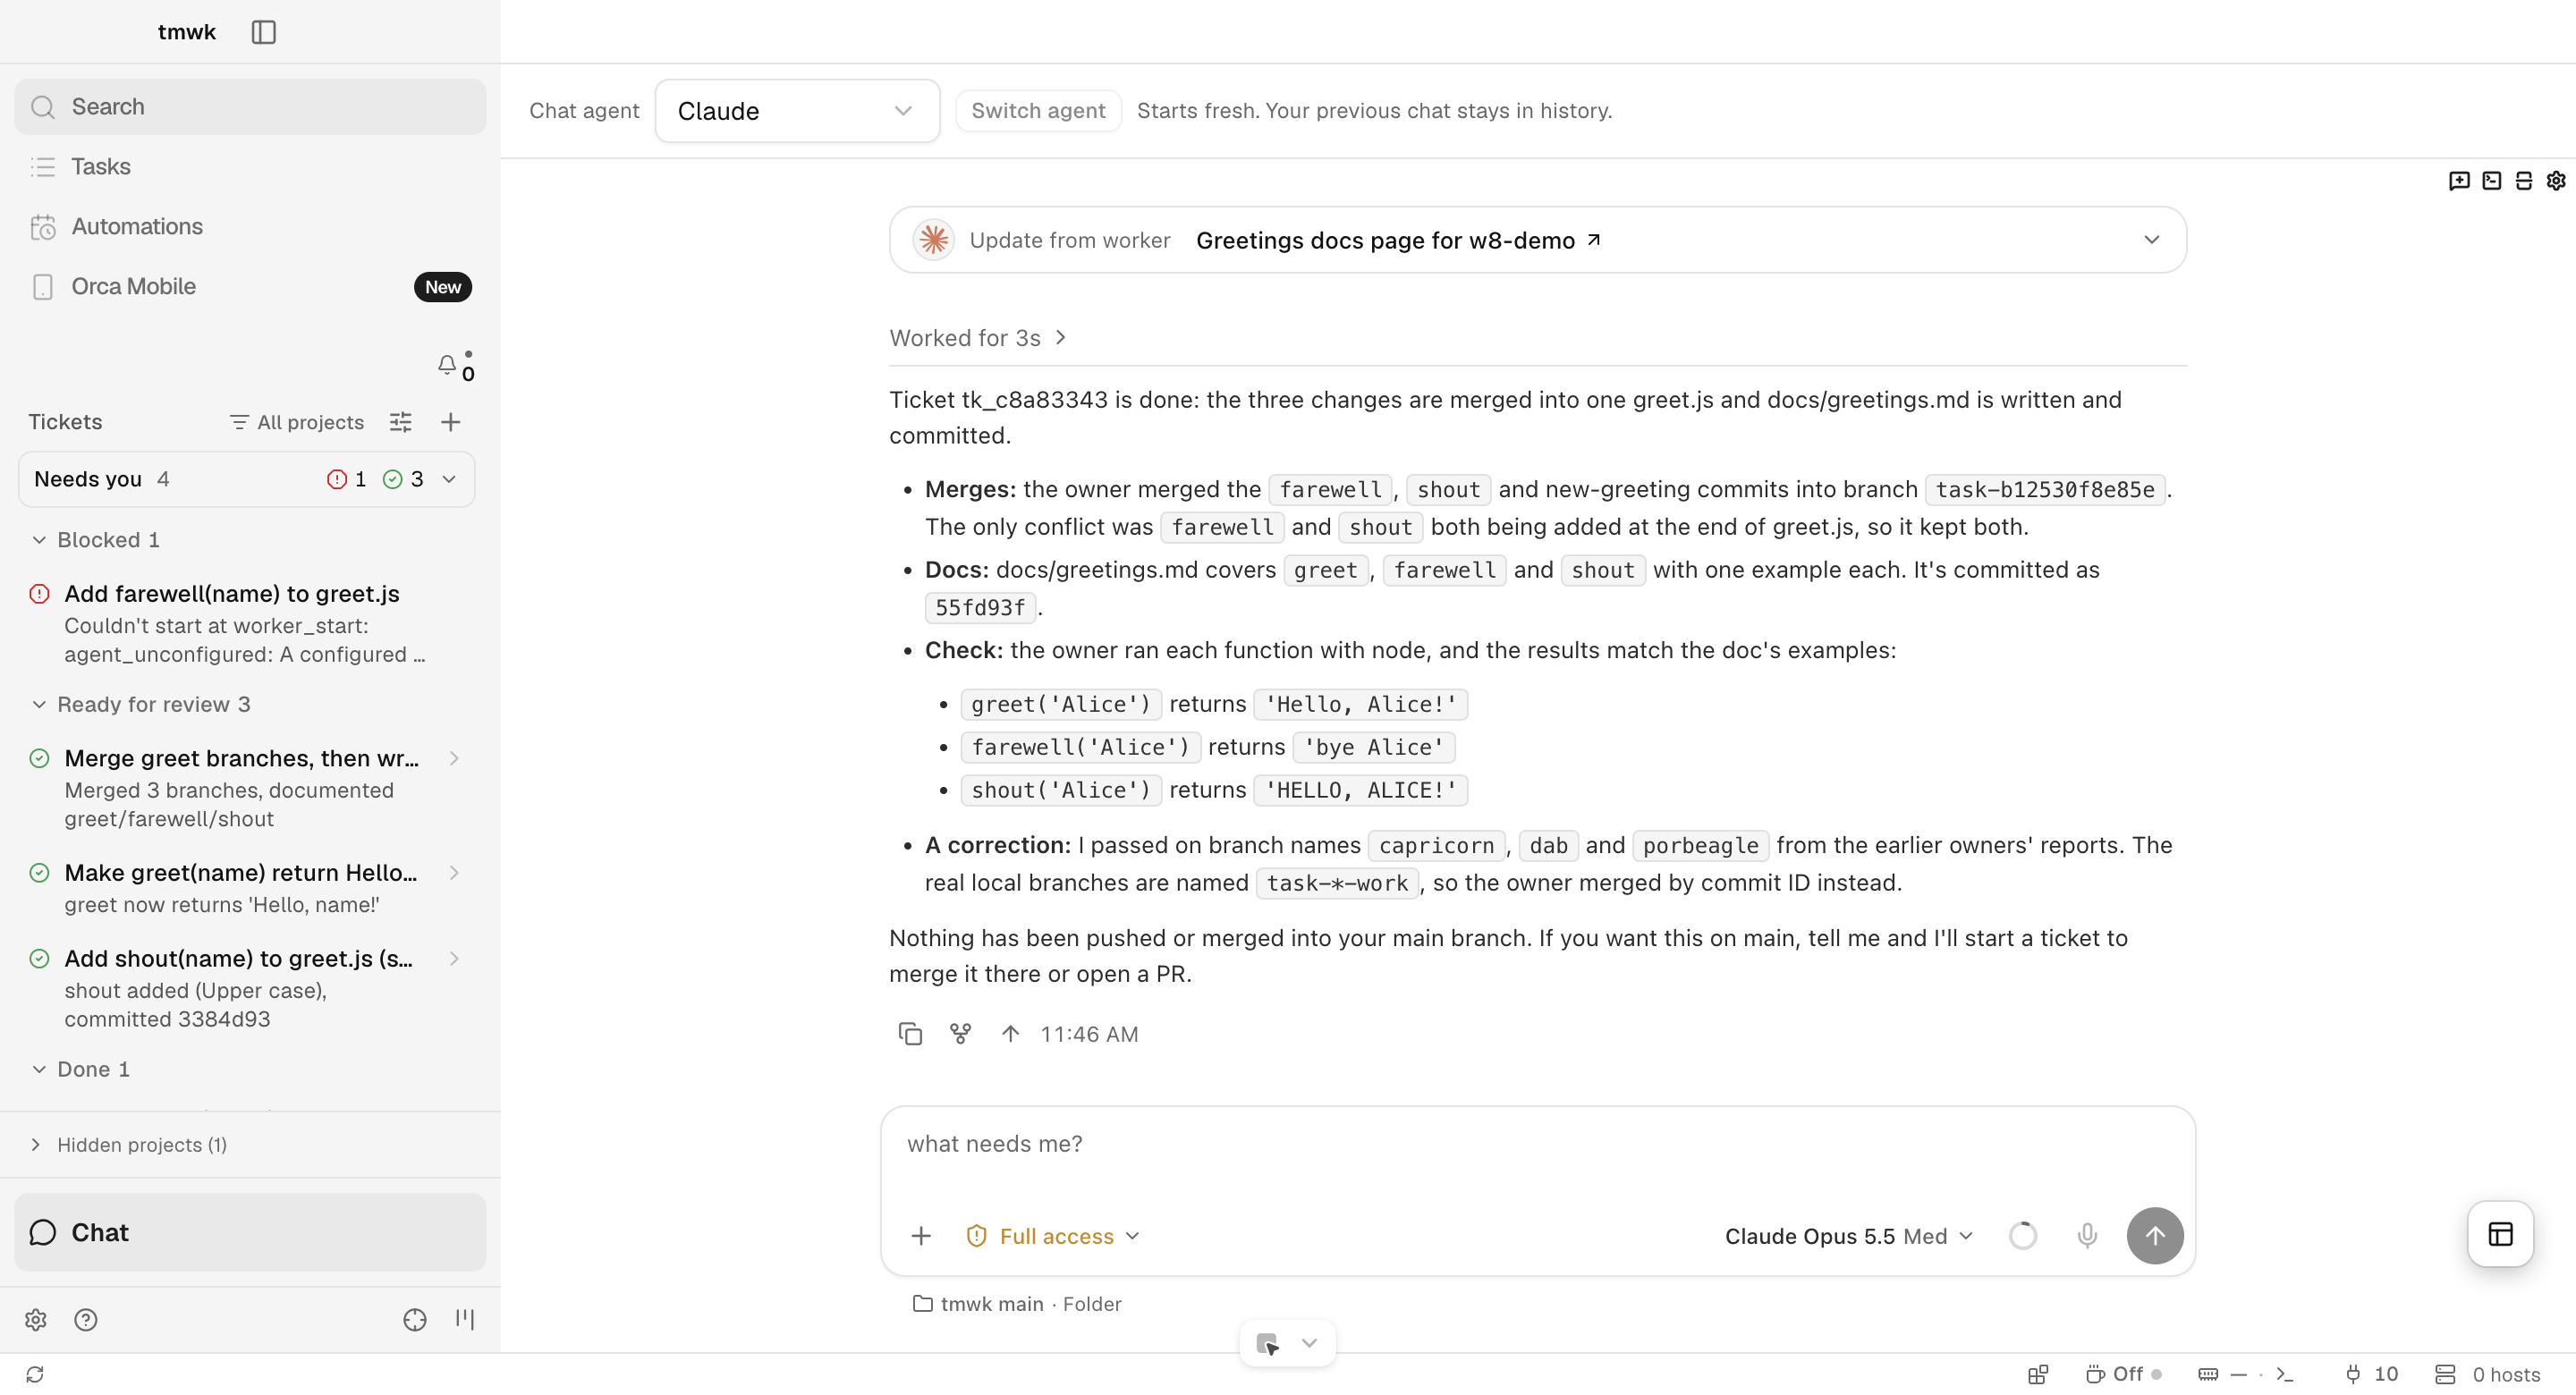 tmwk
Search
Tasks
Automations
Orca Mobile New
0
Tickets All projects
Needs you 4 1 3
Blocked 1
Add farewell(name) to greet.js
Couldn't start at worker_start:
agent_unconfigured: A configured ...
Ready for review 3
Merge greet branches, then wr...
Merged 3 branches, documented
greet/farewell/shout
Make greet(name) return Hello...
greet now returns 'Hello, name!'
Add shout(name) to greet.js (s...
shout added (Upper case),
committed 3384d93
Done 1
Hidden projects (1)
Chat
Chat agent Claude Switch agent Starts fresh. Your previous chat stays in history.
Update from worker Greetings docs page for w8-demo
Worked for 3s
Ticket tk_c8a83343 is done: the three changes are merged into one greet.js and docs/greetings.md is written and
committed.
• Merges: the owner merged the farewell, shout and new-greeting commits into branch task-b12530f8e85e.
The only conflict was farewell and shout both being added at the end of greet.js, so it kept both.
• Docs: docs/greetings.md covers greet, farewell and shout with one example each. It's committed as
55fd93f.
• Check: the owner ran each function with node, and the results match the doc's examples:
• greet('Alice') returns 'Hello, Alice!'
• farewell('Alice') returns 'bye Alice'
• shout('Alice') returns 'HELLO, ALICE!'
• A correction: I passed on branch names capricorn, dab and porbeagle from the earlier owners' reports. The
real local branches are named task-*-work, so the owner merged by commit ID instead.
Nothing has been pushed or merged into your main branch. If you want this on main, tell me and I'll start a ticket to
merge it there or open a PR.
11:46 AM
what needs me?
Full access Claude Opus 5.5 Med
tmwk main · Folder
Off — · 10 0 hosts